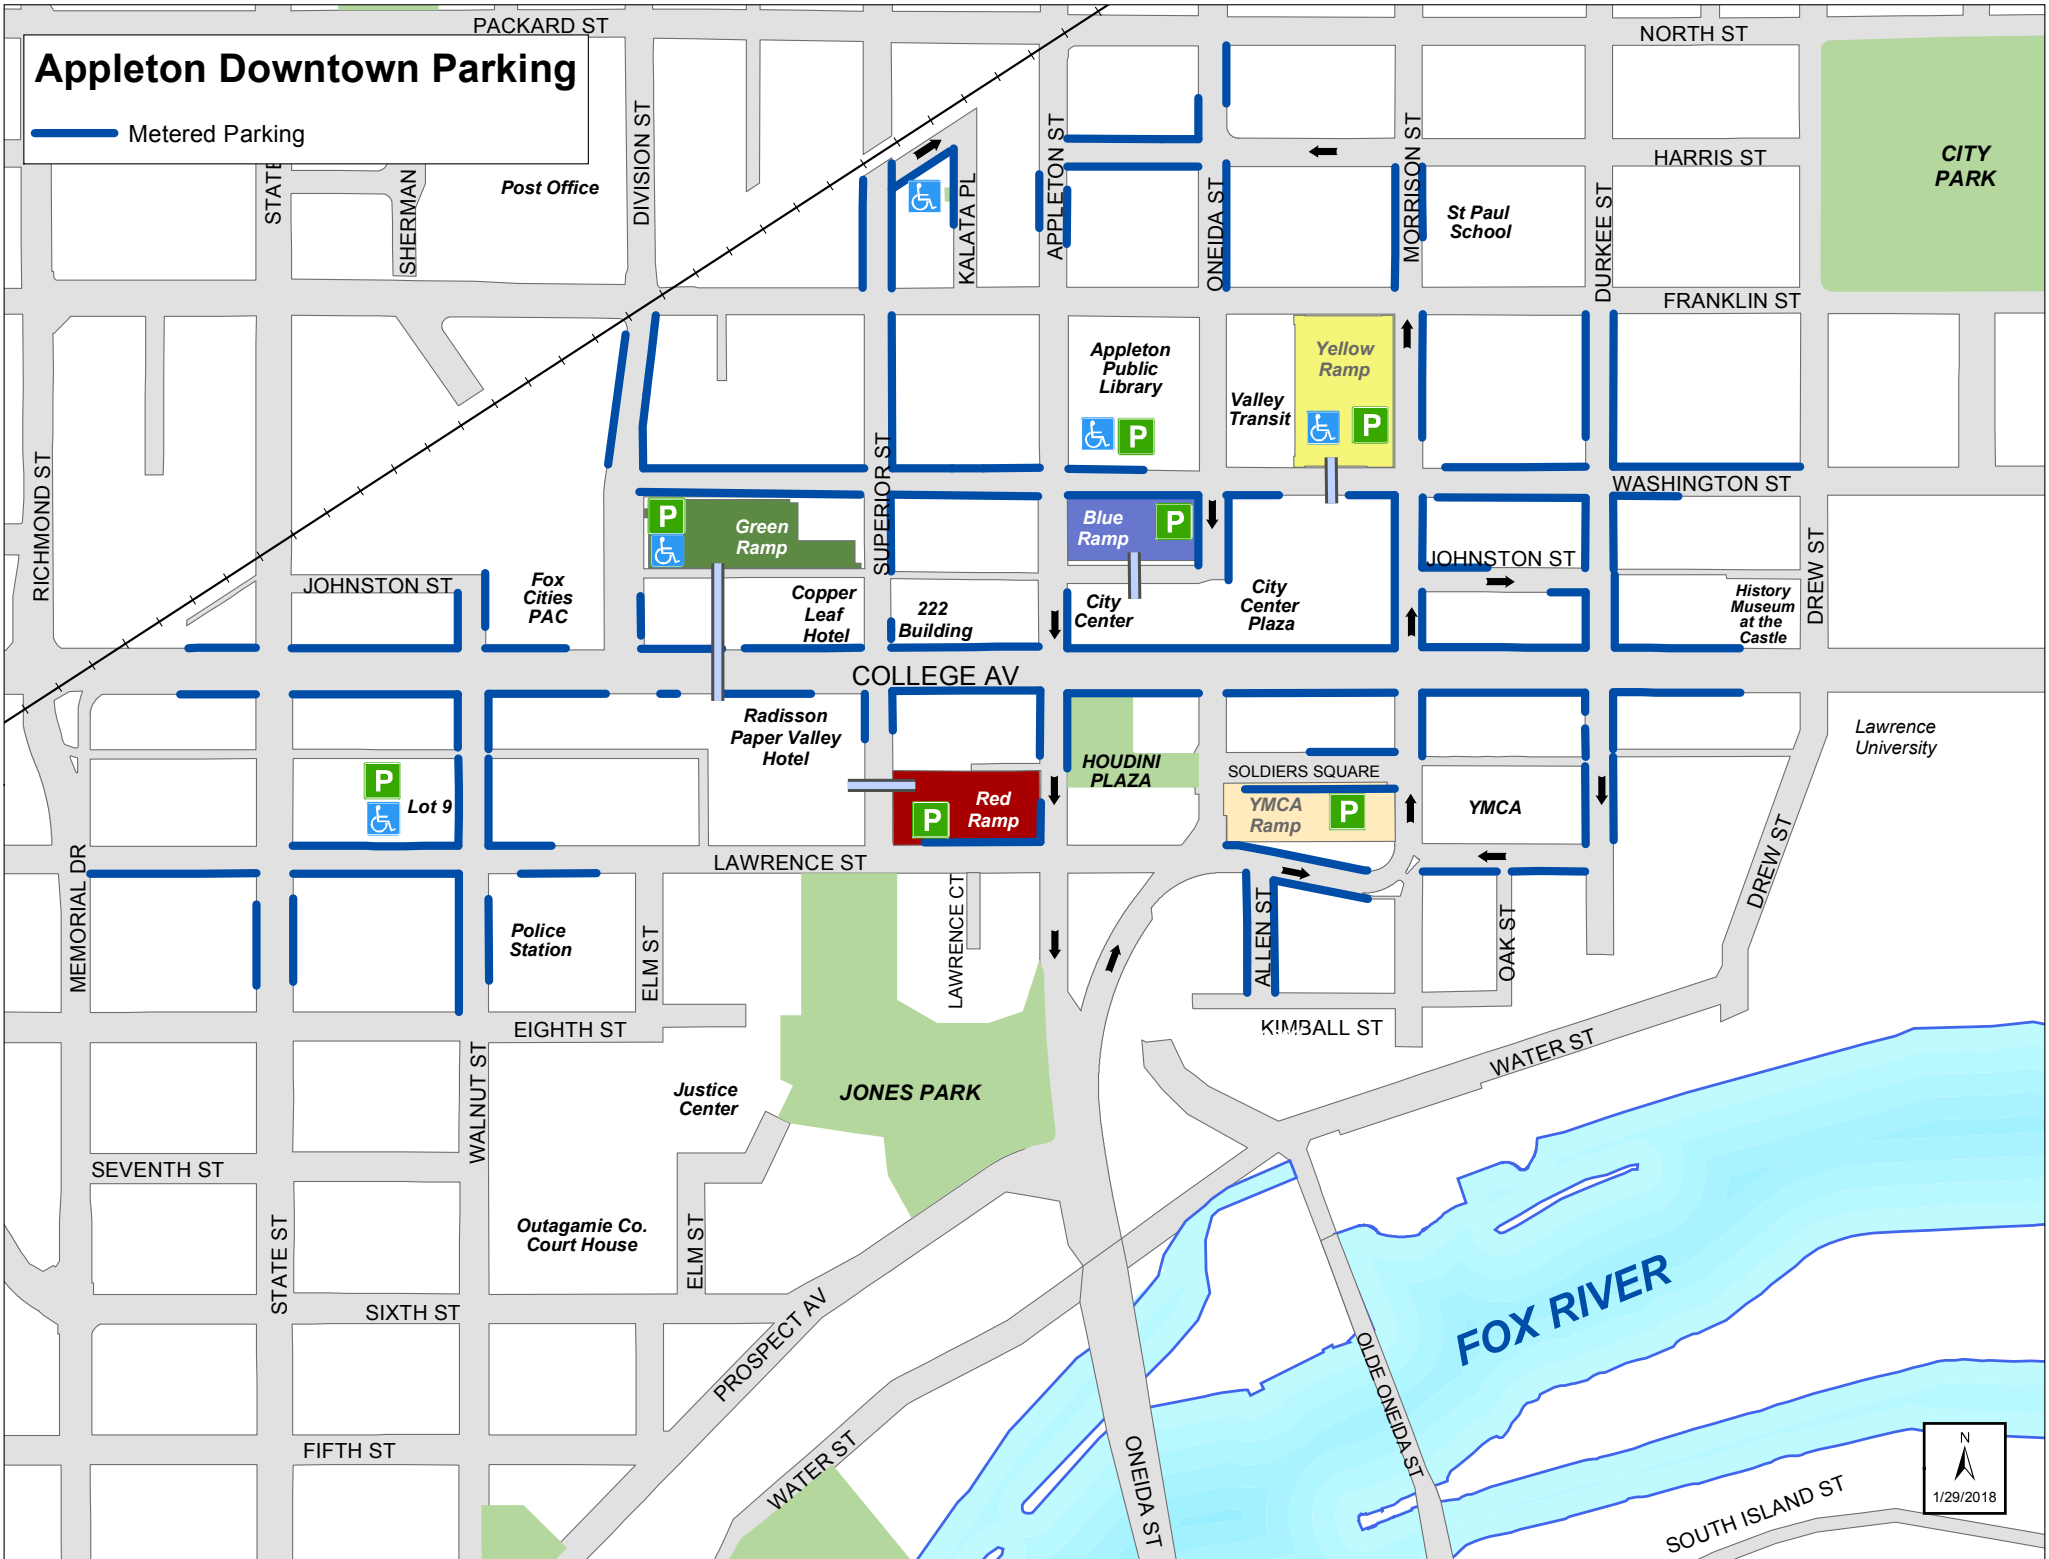 PACKARD ST
NORTH ST
Appleton Downtown Parking
Metered Parking
STATE
SHERMAN
Post Office
DIVISION ST
KALATA PL
APPLETON ST
ONEIDA ST
MORRISON ST
HARRIS ST
St Paul
School
DURKEE ST
CITY
PARK
FRANKLIN ST
Appleton
Public
Library
P
Valley
Transit
Yellow
Ramp
P
RICHMOND ST
SUPERIOR ST
WASHINGTON ST
P
Green
Ramp
Blue
Ramp
P
JOHNSTON ST
DREW ST
JOHNSTON ST
Fox
Cities
PAC
Copper
Leaf
Hotel
222
Building
City
Center
City
Center
Plaza
History
Museum
at the
Castle
COLLEGE AV
Radisson
Paper Valley
Hotel
HOUDINI
PLAZA
SOLDIERS SQUARE
Lawrence
University
P
Lot 9
P
Red
Ramp
YMCA
Ramp
P
YMCA
MEMORIAL DR
LAWRENCE ST
DREW ST
Police
Station
ELM ST
LAWRENCE CT
ALLEN ST
OAK ST
EIGHTH ST
KIMBALL ST
WATER ST
WALNUT ST
Justice
Center
JONES PARK
SEVENTH ST
STATE ST
Outagamie Co.
Court House
ELM ST
SIXTH ST
PROSPECT AV
FOX RIVER
OLDE ONEIDA ST
FIFTH ST
WATER ST
ONEIDA ST
SOUTH ISLAND ST
N
1/29/2018